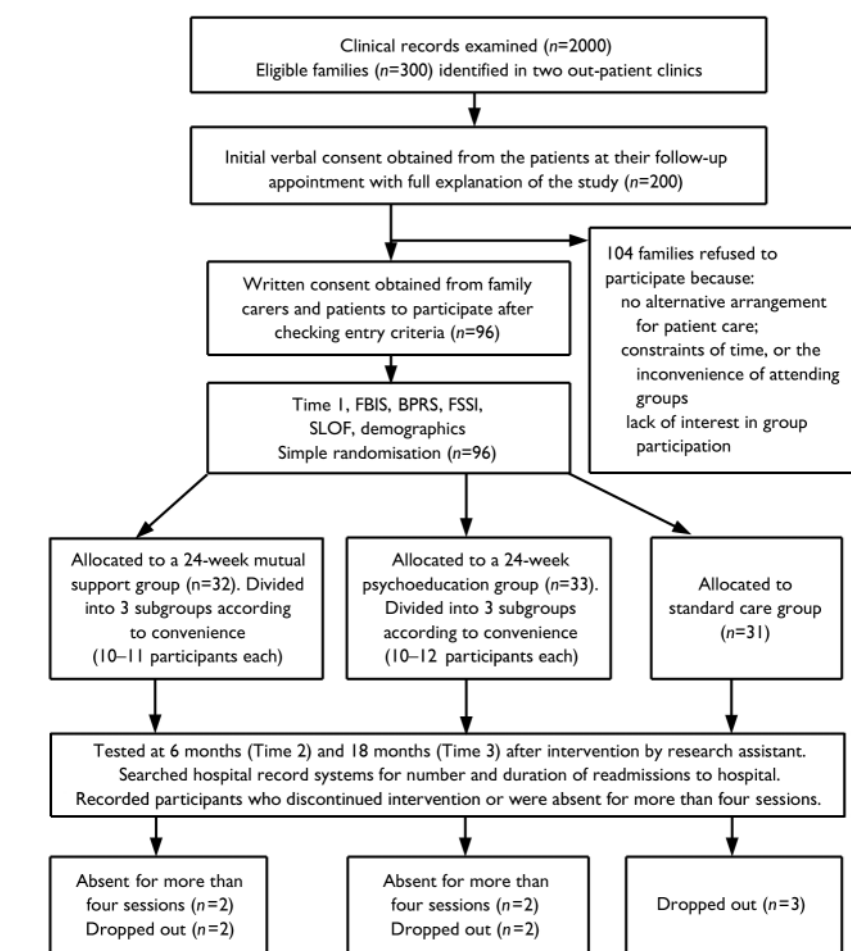 Clinical records examined (n=2000)
Eligible families (n=300) identified in two out-patient clinics
Initial verbal consent obtained from the patients at their follow-up
appointment with full explanation of the study (n=200)
104 families refused to
participate because:
no alternative arrangement
for patient care;
constraints of time, or the
inconvenience of attending
groups
lack of interest in group
participation
Written consent obtained from family
carers and patients to participate after
checking entry criteria (n=96)
Time 1, FBIS, BPRS, FSSI,
SLOF, demographics
Simple randomisation (n=96)
Allocated to a 24-week mutual
support group (n=32). Divided
into 3 subgroups according
to convenience
(10–11 participants each)
Allocated to a 24-week
psychoeducation group (n=33).
Divided into 3 subgroups
according to convenience
(10–12 participants each)
Allocated to
standard care group
(n=31)
Tested at 6 months (Time 2) and 18 months (Time 3) after intervention by research assistant.
Searched hospital record systems for number and duration of readmissions to hospital.
Recorded participants who discontinued intervention or were absent for more than four sessions.
Absent for more than
four sessions (n=2)
Dropped out (n=2)
Absent for more than
four sessions (n=2)
Dropped out (n=2)
Dropped out (n=3)